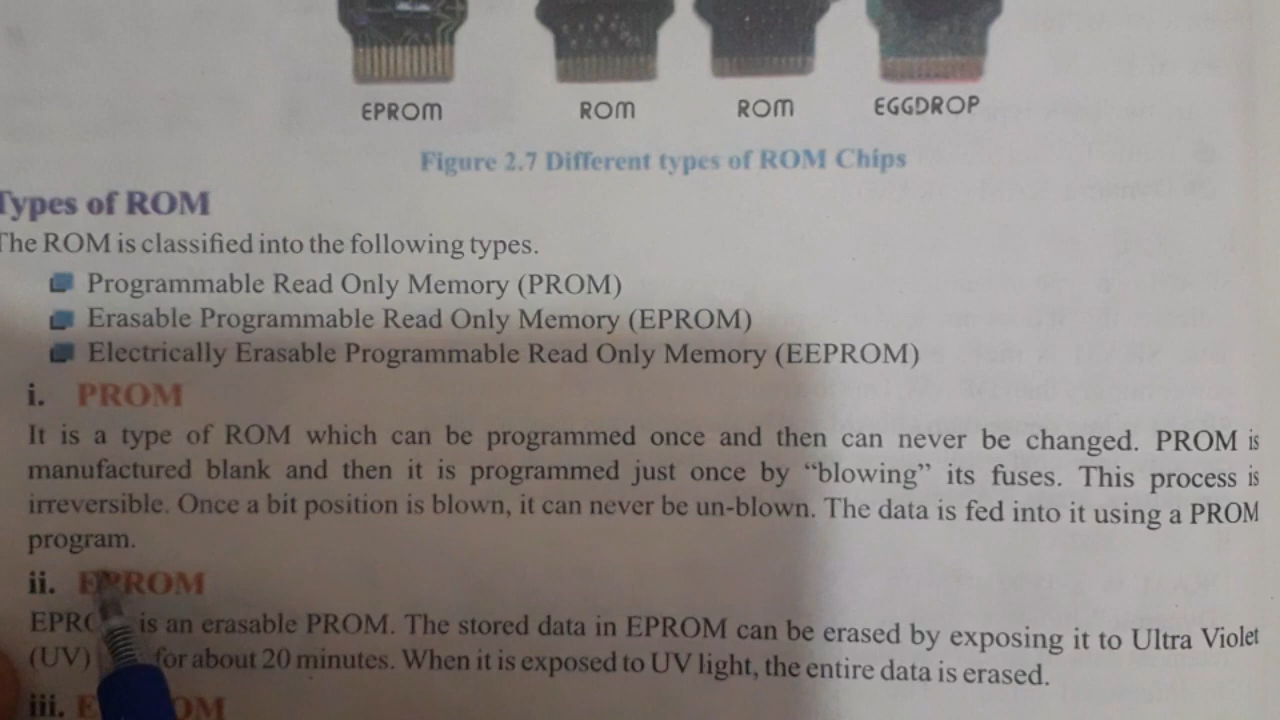 EPROM ROM ROM EGGDROP
Figure 2.7 Different types of ROM Chips
Types of ROM
The ROM is classified into the following types.
Programmable Read Only Memory (PROM)
Erasable Programmable Read Only Memory (EPROM)
Electrically Erasable Programmable Read Only Memory (EEPROM)
i. PROM
It is a type of ROM which can be programmed once and then can never be changed. PROM is
manufactured blank and then it is programmed just once by “blowing” its fuses. This process is
irreversible. Once a bit position is blown, it can never be un-blown. The data is fed into it using a PROM
program.
ii. EPROM
is an erasable PROM. The stored data in EPROM can be erased by exposing it to Ultra Violet
(UV) for about 20 minutes. When it is exposed to UV light, the entire data is erased.
iii.